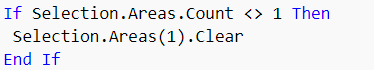 If Selection.Areas.Count <> 1 Then
 Selection.Areas(1).Clear
End If